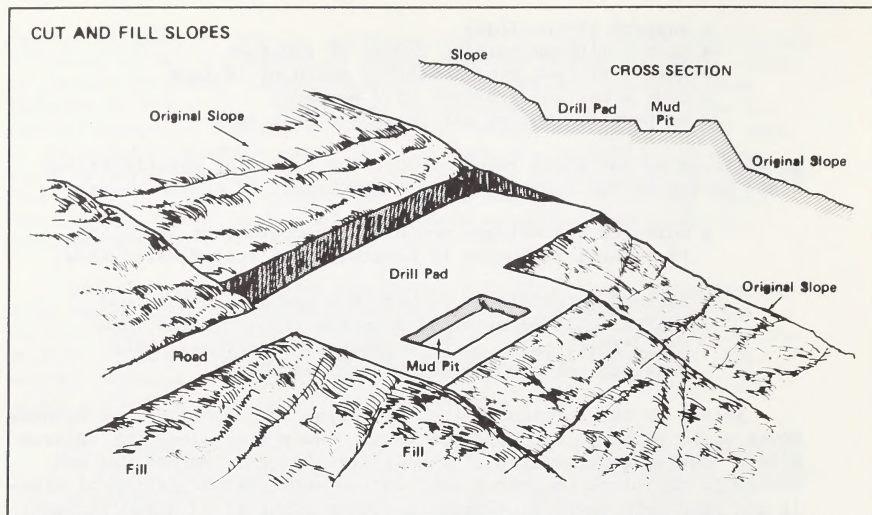 CUT AND FILL SLOPES
Slope
CROSS SECTION
Drill Pad
Mud
Pit
Original Slope
Original Slope
Drill Pad
Original Slope
Road
Mud Pit
Fill
Fill